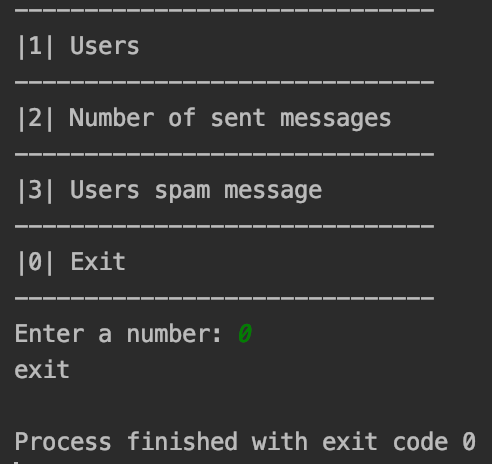 ------------------------------
|1| Users
------------------------------
|2| Number of sent messages
------------------------------
|3| Users spam message
------------------------------
|0| Exit
------------------------------
Enter a number: 0
exit
Process finished with exit code 0